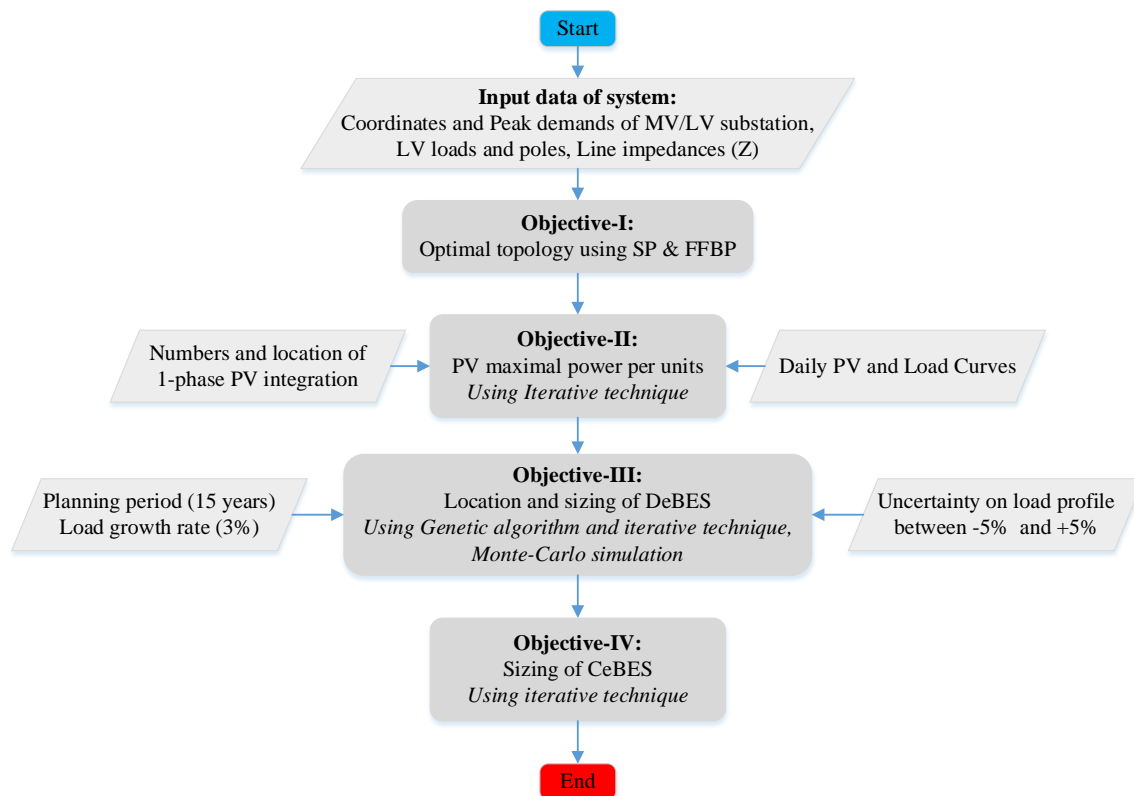 Start
Input data of system:
Coordinates and Peak demands of MV/LV substation,
LV loads and poles, Line impedances (Z)
Objective-I:
Optimal topology using SP & FFBP
Numbers and location of
1-phase PV integration
Objective-II:
PV maximal power per units
Using Iterative technique
Daily PV and Load Curves
Planning period (15 years)
Load growth rate (3%)
Objective-III:
Location and sizing of DeBES
Using Genetic algorithm and iterative technique,
Monte-Carlo simulation
Uncertainty on load profile
between -5% and +5%
Objective-IV:
Sizing of CeBES
Using iterative technique
End